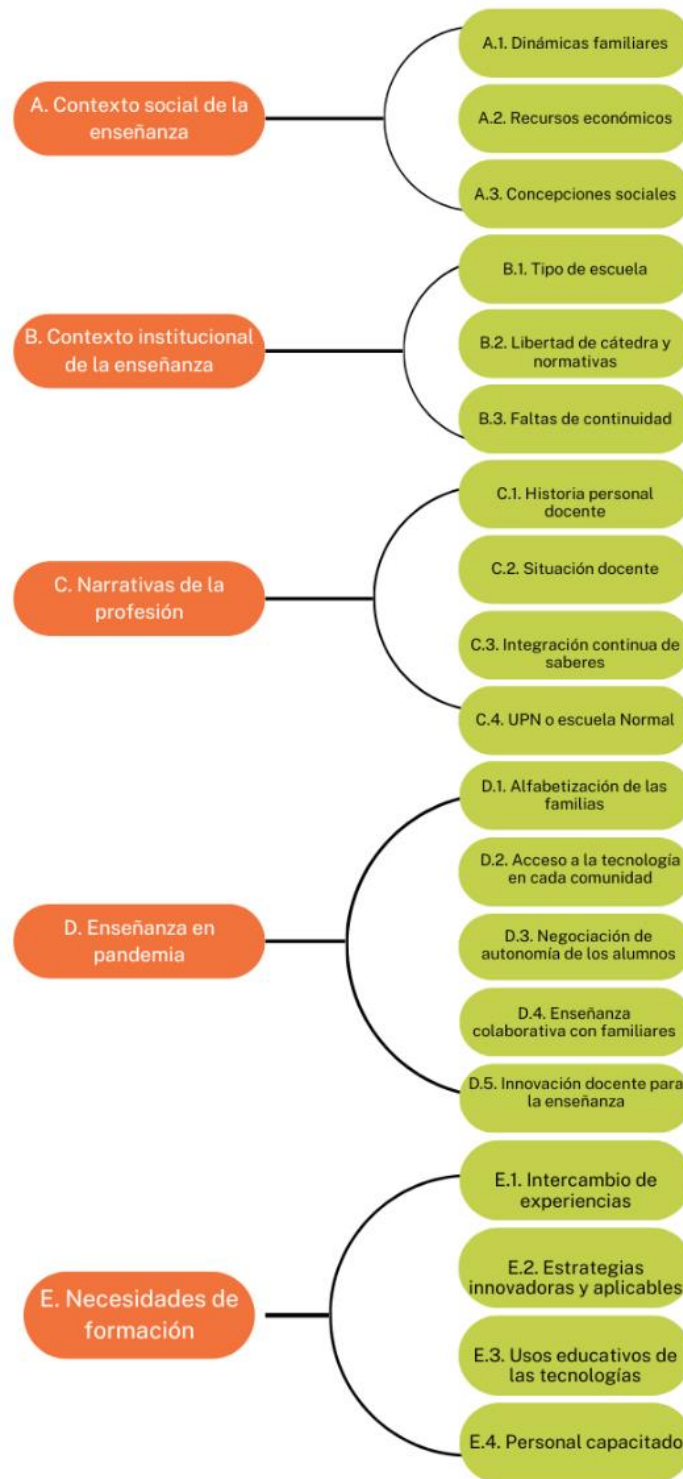 A. Contexto social de la
enseñanza
A.1. Dinámicas familiares
A.2. Recursos económicos
A.3. Concepciones sociales
B. Contexto institucional
de la enseñanza
B.1. Tipo de escuela
B.2. Libertad de cátedra y
normativas
B.3. Faltas de continuidad
C. Narrativas de la
profesión
C.1. Historia personal
docente
C.2. Situación docente
C.3. Integración continua de
saberes
C.4. UPN o escuela Normal
D. Enseñanza en
pandemia
D.1. Alfabetización de las
familias
D.2. Acceso a la tecnología
en cada comunidad
D.3. Negociación de
autonomía de los alumnos
D.4. Enseñanza
colaborativa con familiares
D.5. Innovación docente para
la enseñanza
E. Necesidades de
formación
E.1. Intercambio de
experiencias
E.2. Estrategias
innovadoras y aplicables
E.3. Usos educativos de
las tecnologías
E.4. Personal capacitado